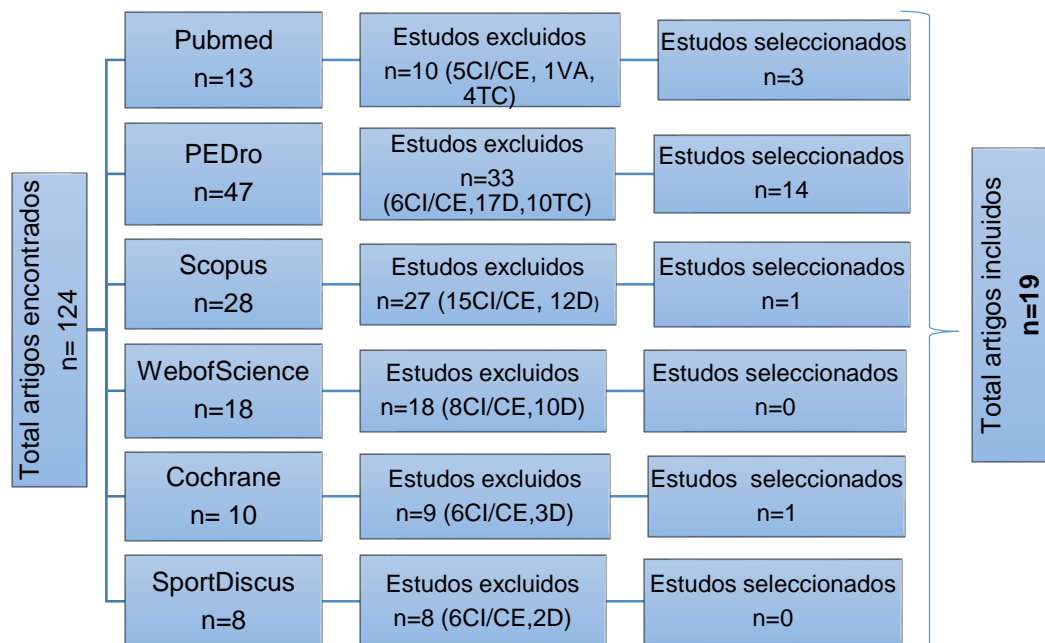 Total artigos encontrados
n= 124
Pubmed
n=13
Estudos excluidos
n=10 (5CI/CE, 1VA,
4TC)
Estudos seleccionados
n=3
PEDro
n=47
Estudos excluidos
n=33
(6CI/CE,17D,10TC)
Estudos seleccionados
n=14
Scopus
n=28
Estudos excluidos
n=27 (15CI/CE, 12D)
Estudos seleccionados
n=1
WebofScience
n=18
Estudos excluidos
n=18 (8CI/CE,10D)
Estudos seleccionados
n=0
Cochrane
n= 10
Estudos excluidos
n=9 (6CI/CE,3D)
Estudos seleccionados
n=1
SportDiscus
n=8
Estudos excluidos
n=8 (6CI/CE,2D)
Estudos seleccionados
n=0
Total artigos incluidos
n=19